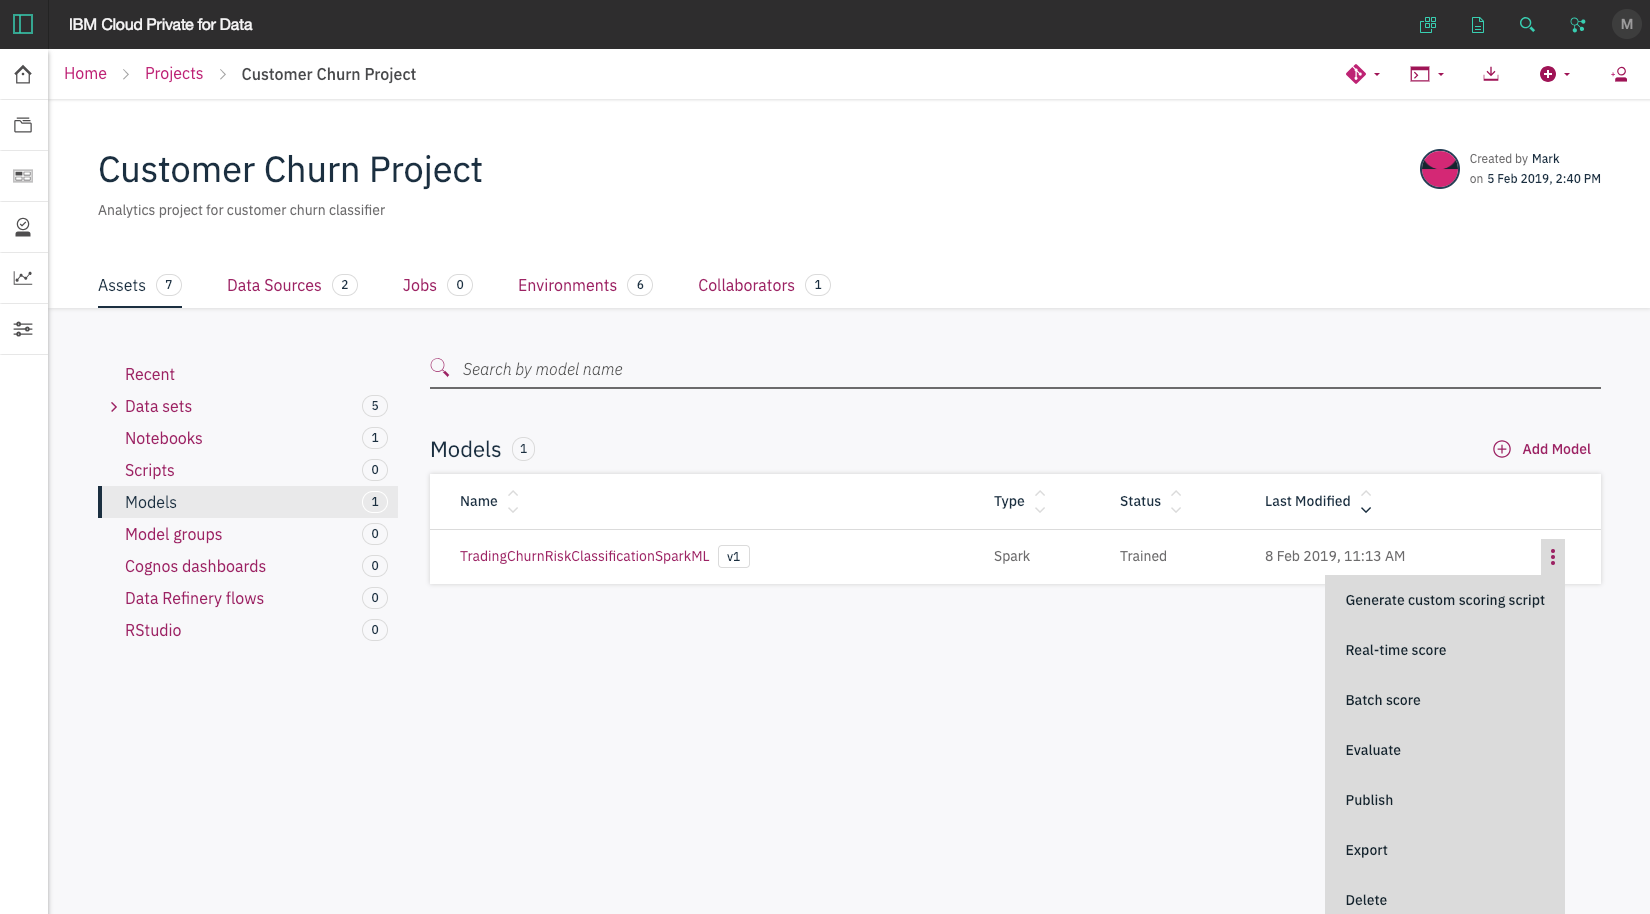 IBM Cloud Private for Data
M
Home
Projects
Customer Churn Project
Customer Churn Project
Analytics project for customer churn classifier
Created by Mark
on 5 Feb 2019, 2:40 PM
Assets 7
Data Sources 2
Jobs 0
Environments 6
Collaborators 1
Recent
Data sets 5
Notebooks 1
Scripts 0
Models 1
Model groups 0
Cognos dashboards 0
Data Refinery flows 0
RStudio 0
Search by model name
Models 1
Add Model
Name Type Status Last Modified
TradingChurnRiskClassificationSparkML v1 Spark Trained 8 Feb 2019, 11:13 AM
Generate custom scoring script
Real-time score
Batch score
Evaluate
Publish
Export
Delete